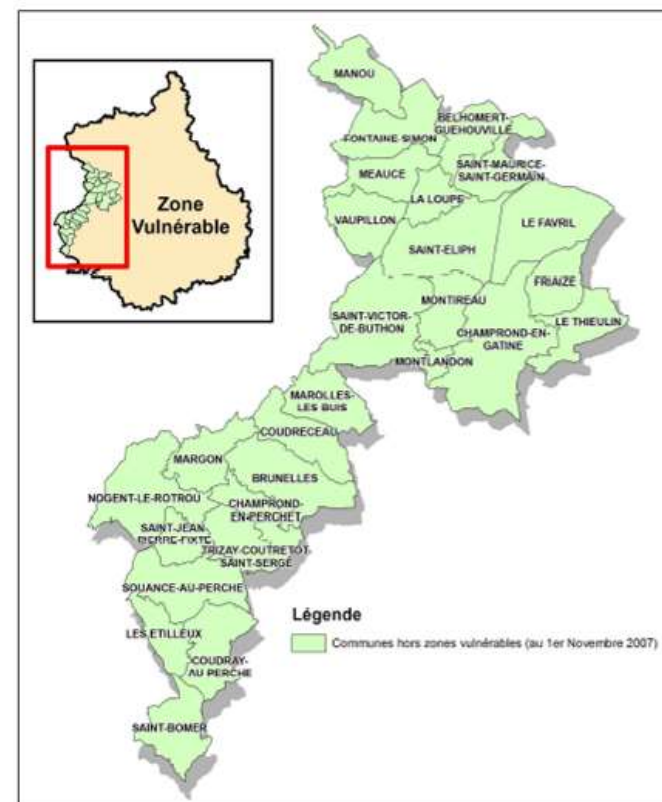 Zone
Vulnérable
MANOU
BELHOMERT-
GUEHOUVILLE
FONTAINE-SIMON
MEAUCE
SAINT-MAURICE-
SAINT-GERMAIN
LA LOUPE
VAUPILLON
LE FAVRIL
SAINT-ELIPH
FRIAIZE
MONTIREAU
SAINT-VICTOR-
DE-BUTHON
LE THIEULIN
CHAMPROND-EN-
GATINE
MONTLANDON
MAROLLES-
LES BUIS
COUDRECEAU
MARGON
BRUNELLES
NOGENT-LE-ROTROU
CHAMPROND-
EN-PERCHET
SAINT-JEAN-
PIERRE-FIXTE
TRIZAY-COUTRETOT-
SAINT-SERGE
SOUANCE-AU-PERCHE
LES ETILLEUX
COUDRAY-
AU PERCHE
SAINT-BOMER
Légende
Communes hors zones vulnérables (au 1er Novembre 2007)